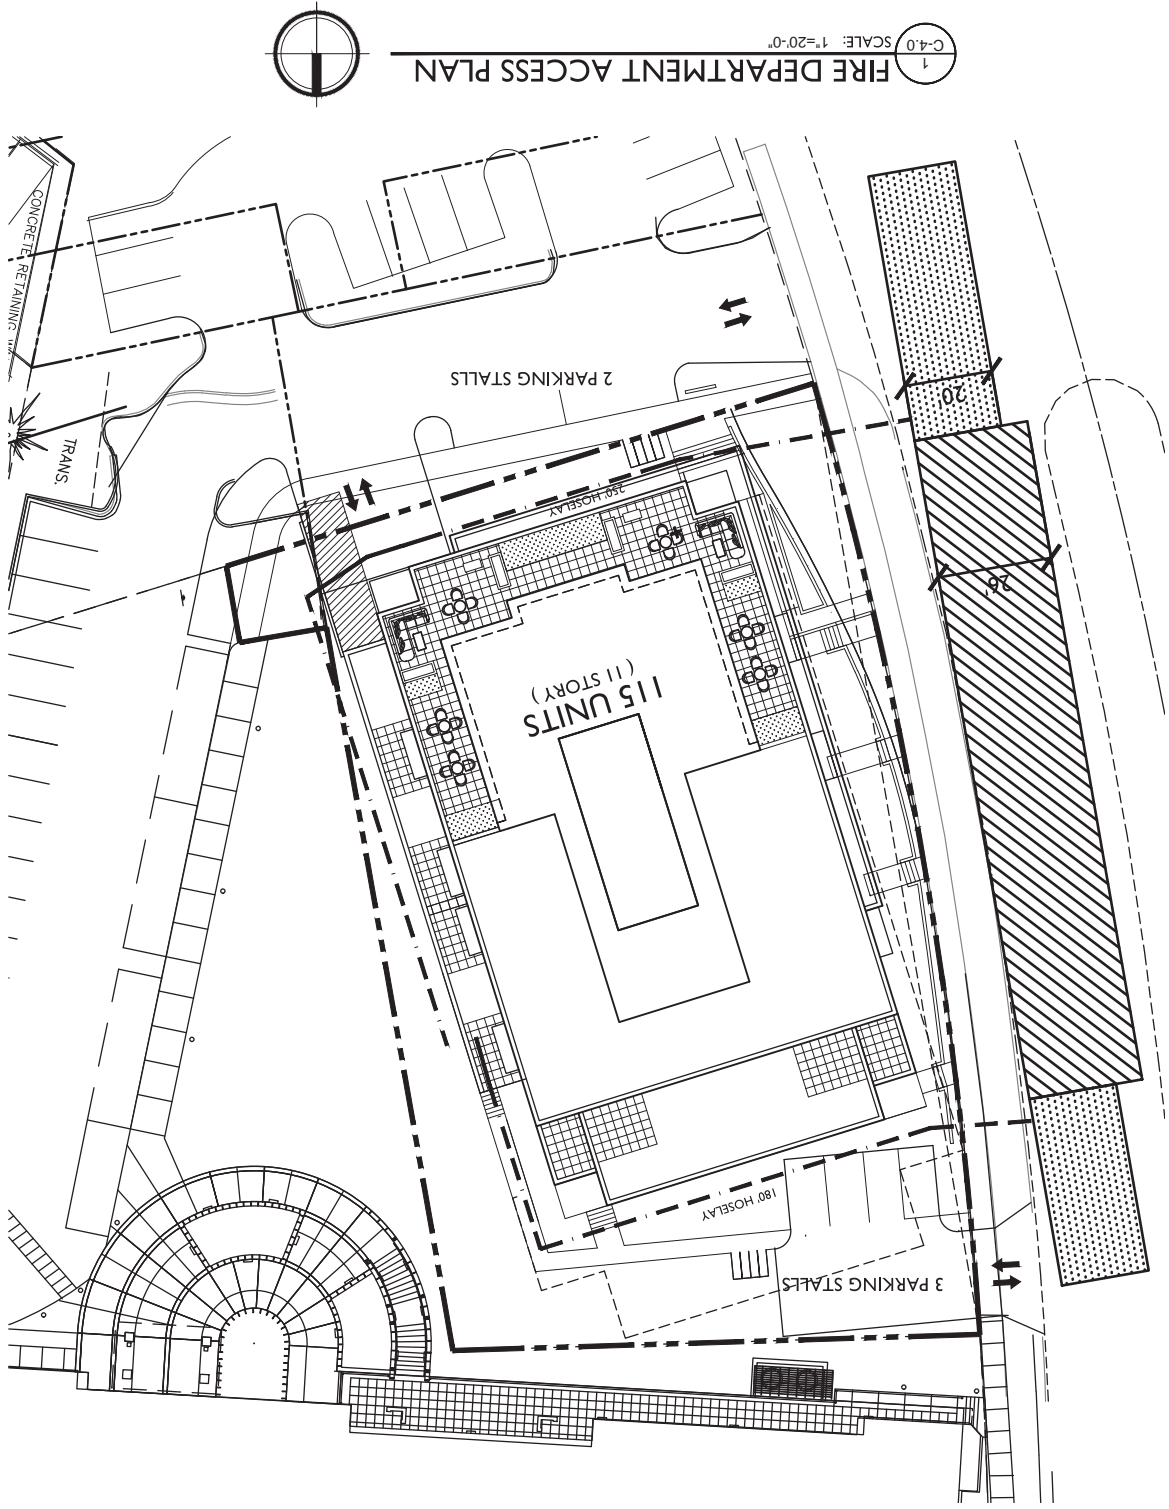 3 PARKING STALLS
180' HOSELAY
115 UNITS
( 11 STORY )
26'
250' HOSELAY
TRANS.
20'
2 PARKING STALLS
CONCRETE RETAINING
1
C-4.0
FIRE DEPARTMENT ACCESS PLAN
SCALE: 1"=20'-0"